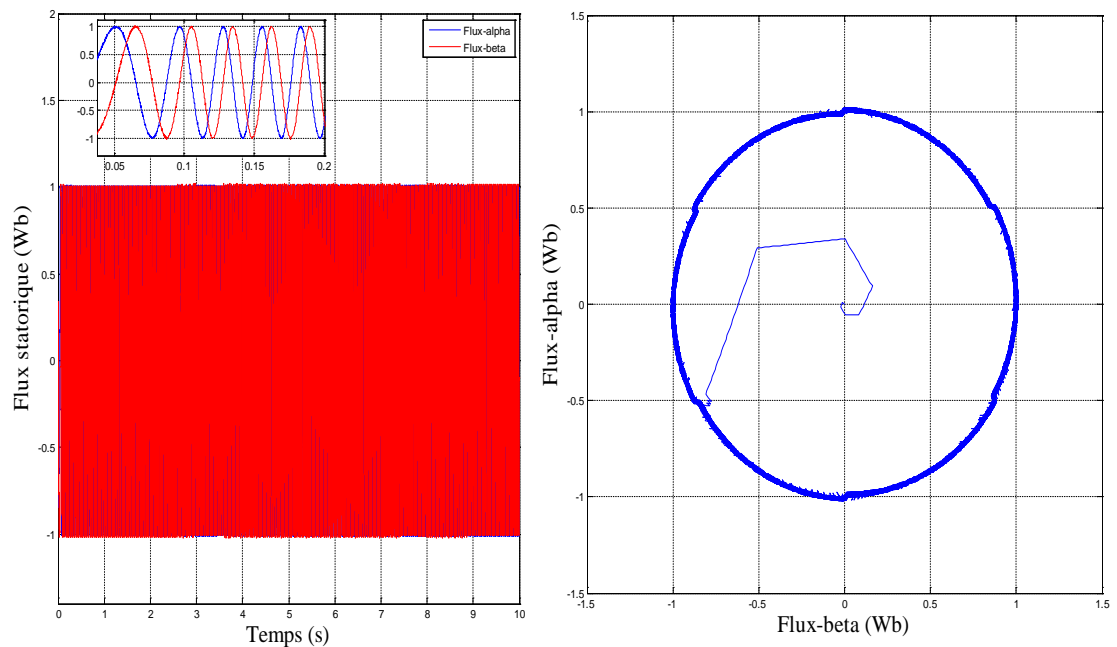 2
1.5
1
0.5
0
-0.5
-1
0 1 2 3 4 5 6 7 8 9 10
Flux statorique (Wb)
Temps (s)
1
0.5
0
-0.5
-1
0.05 0.1 0.15 0.2
Flux-alpha
Flux-beta
1.5
1
0.5
0
-0.5
-1
-1.5
-1.5 -1 -0.5 0 0.5 1 1.5
Flux-alpha (Wb)
Flux-beta (Wb)